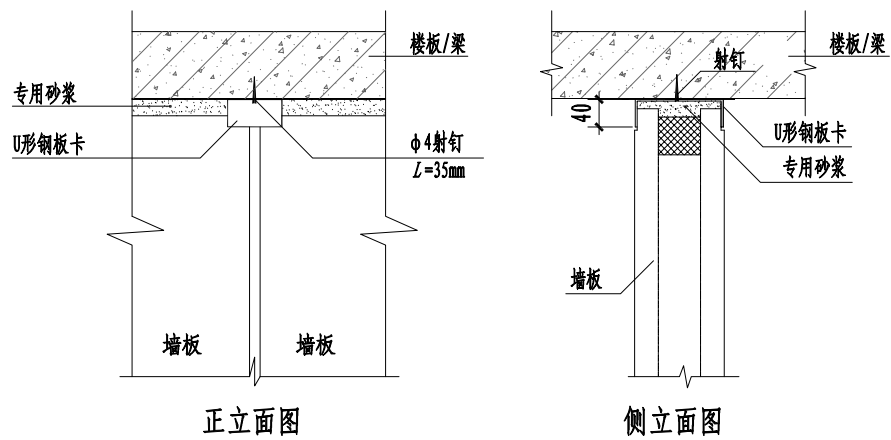 楼板/梁
专用砂浆
U形钢板卡
ϕ4射钉
L=35mm
墙板
墙板
正立面图
楼板/梁
射钉
40
U形钢板卡
专用砂浆
墙板
侧立面图